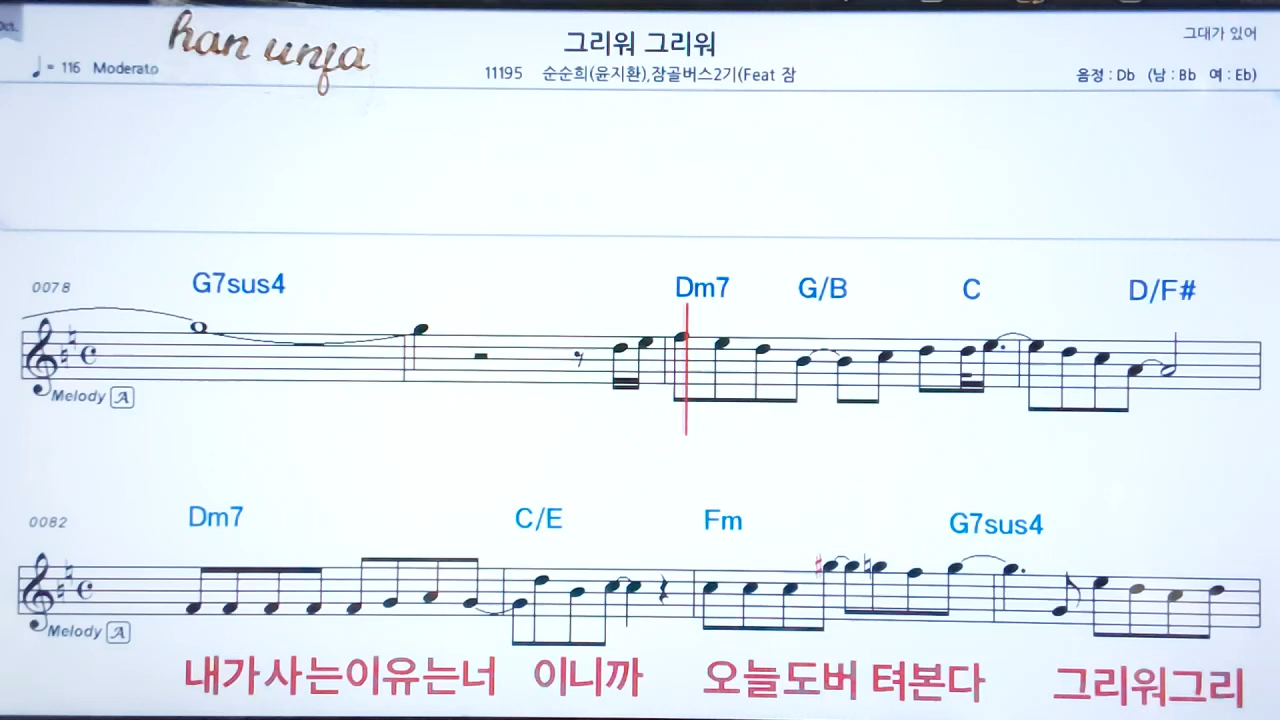 Oct.
han unja
그리워 그리워
그대가 있어
♩= 116 Moderato
11195 순순희(윤지환),잠골버스2기(Feat 잠
음정 : Db (남 : Bb 여 : Eb)
0078
G7sus4 Dm7 G/B C D/F#
Melody A
0082
Dm7 C/E Fm G7sus4
Melody A
내가사는이유는너 이니까 오늘도버 텨본다 그리워그리